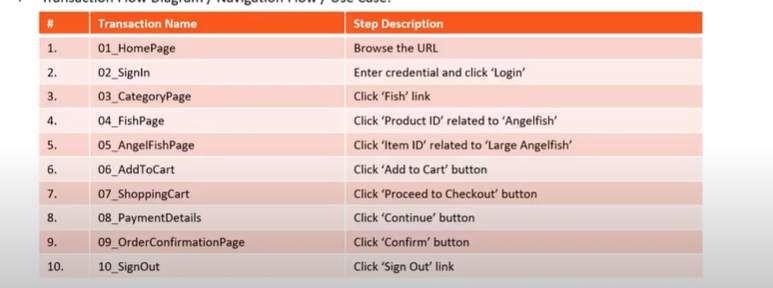 Transaction Flow Diagram / Navigation Flow / Use Case:
# Transaction Name Step Description
1. 01_HomePage Browse the URL
2. 02_SignIn Enter credential and click ‘Login’
3. 03_CategoryPage Click ‘Fish’ link
4. 04_FishPage Click ‘Product ID’ related to ‘Angelfish’
5. 05_AngelFishPage Click ‘Item ID’ related to ‘Large Angelfish’
6. 06_AddToCart Click ‘Add to Cart’ button
7. 07_ShoppingCart Click ‘Proceed to Checkout’ button
8. 08_PaymentDetails Click ‘Continue’ button
9. 09_OrderConfirmationPage Click ‘Confirm’ button
10. 10_SignOut Click ‘Sign Out’ link